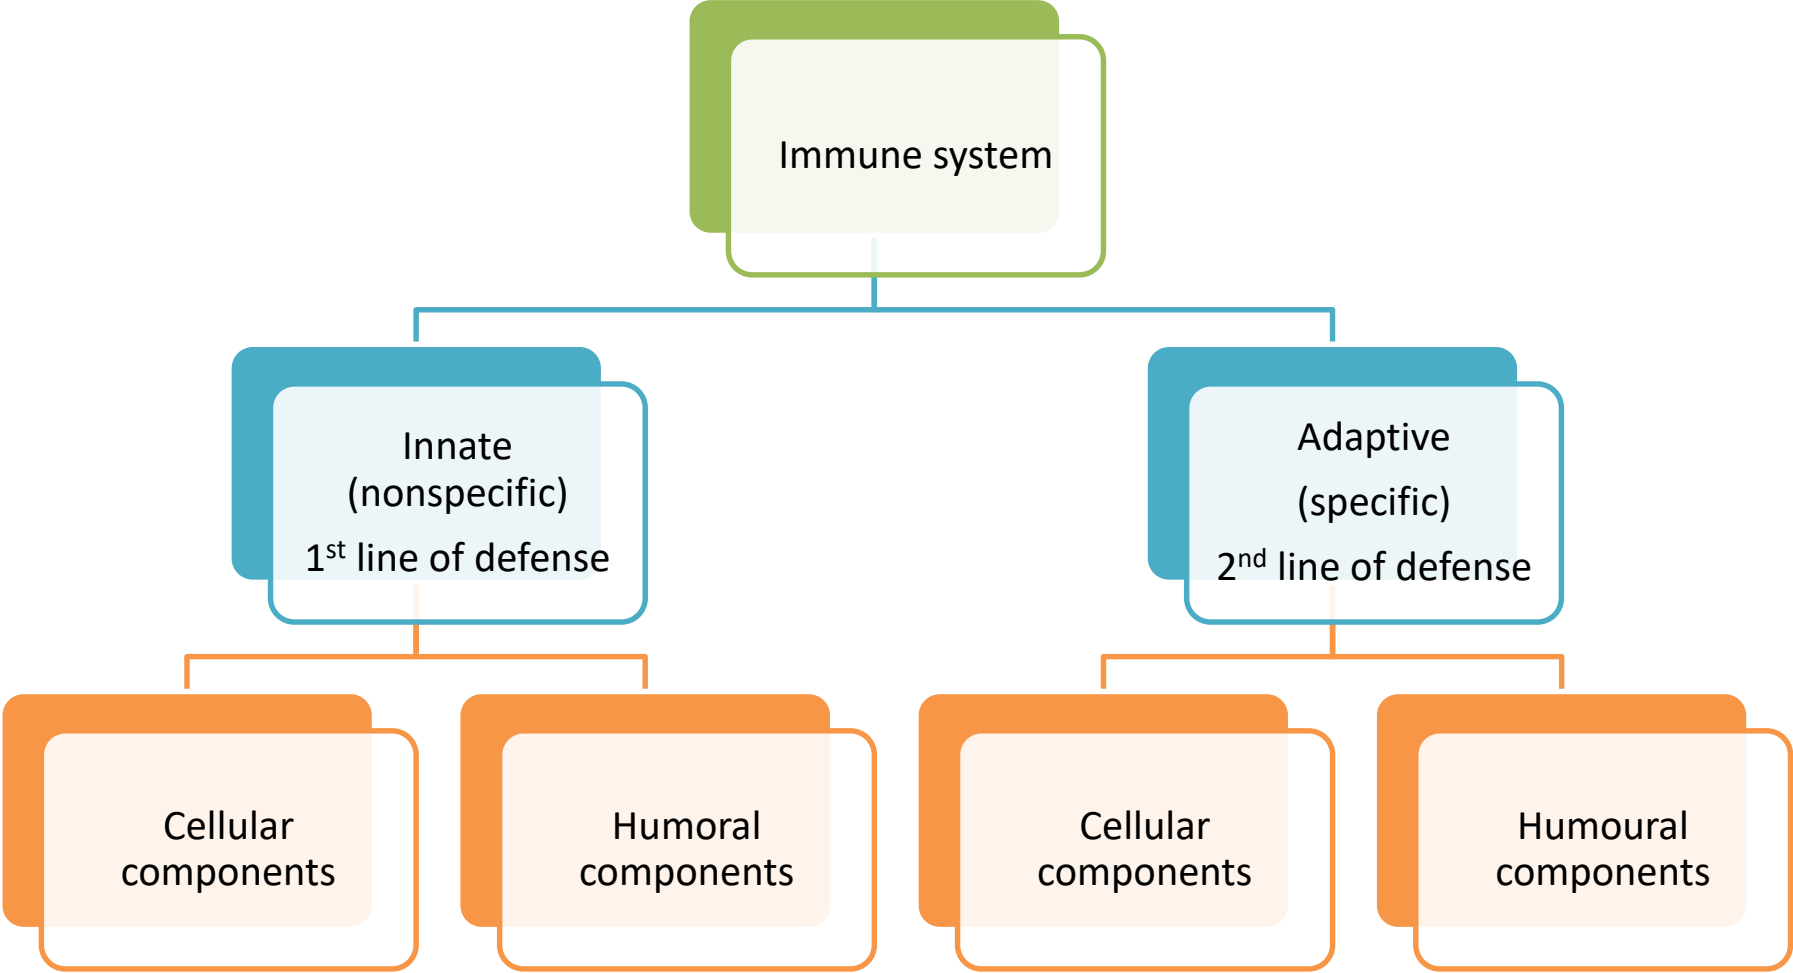 Immune system
Innate
(nonspecific)
1st line of defense
Adaptive
(specific)
2nd line of defense
Cellular
components
Humoral
components
Cellular
components
Humoural
components